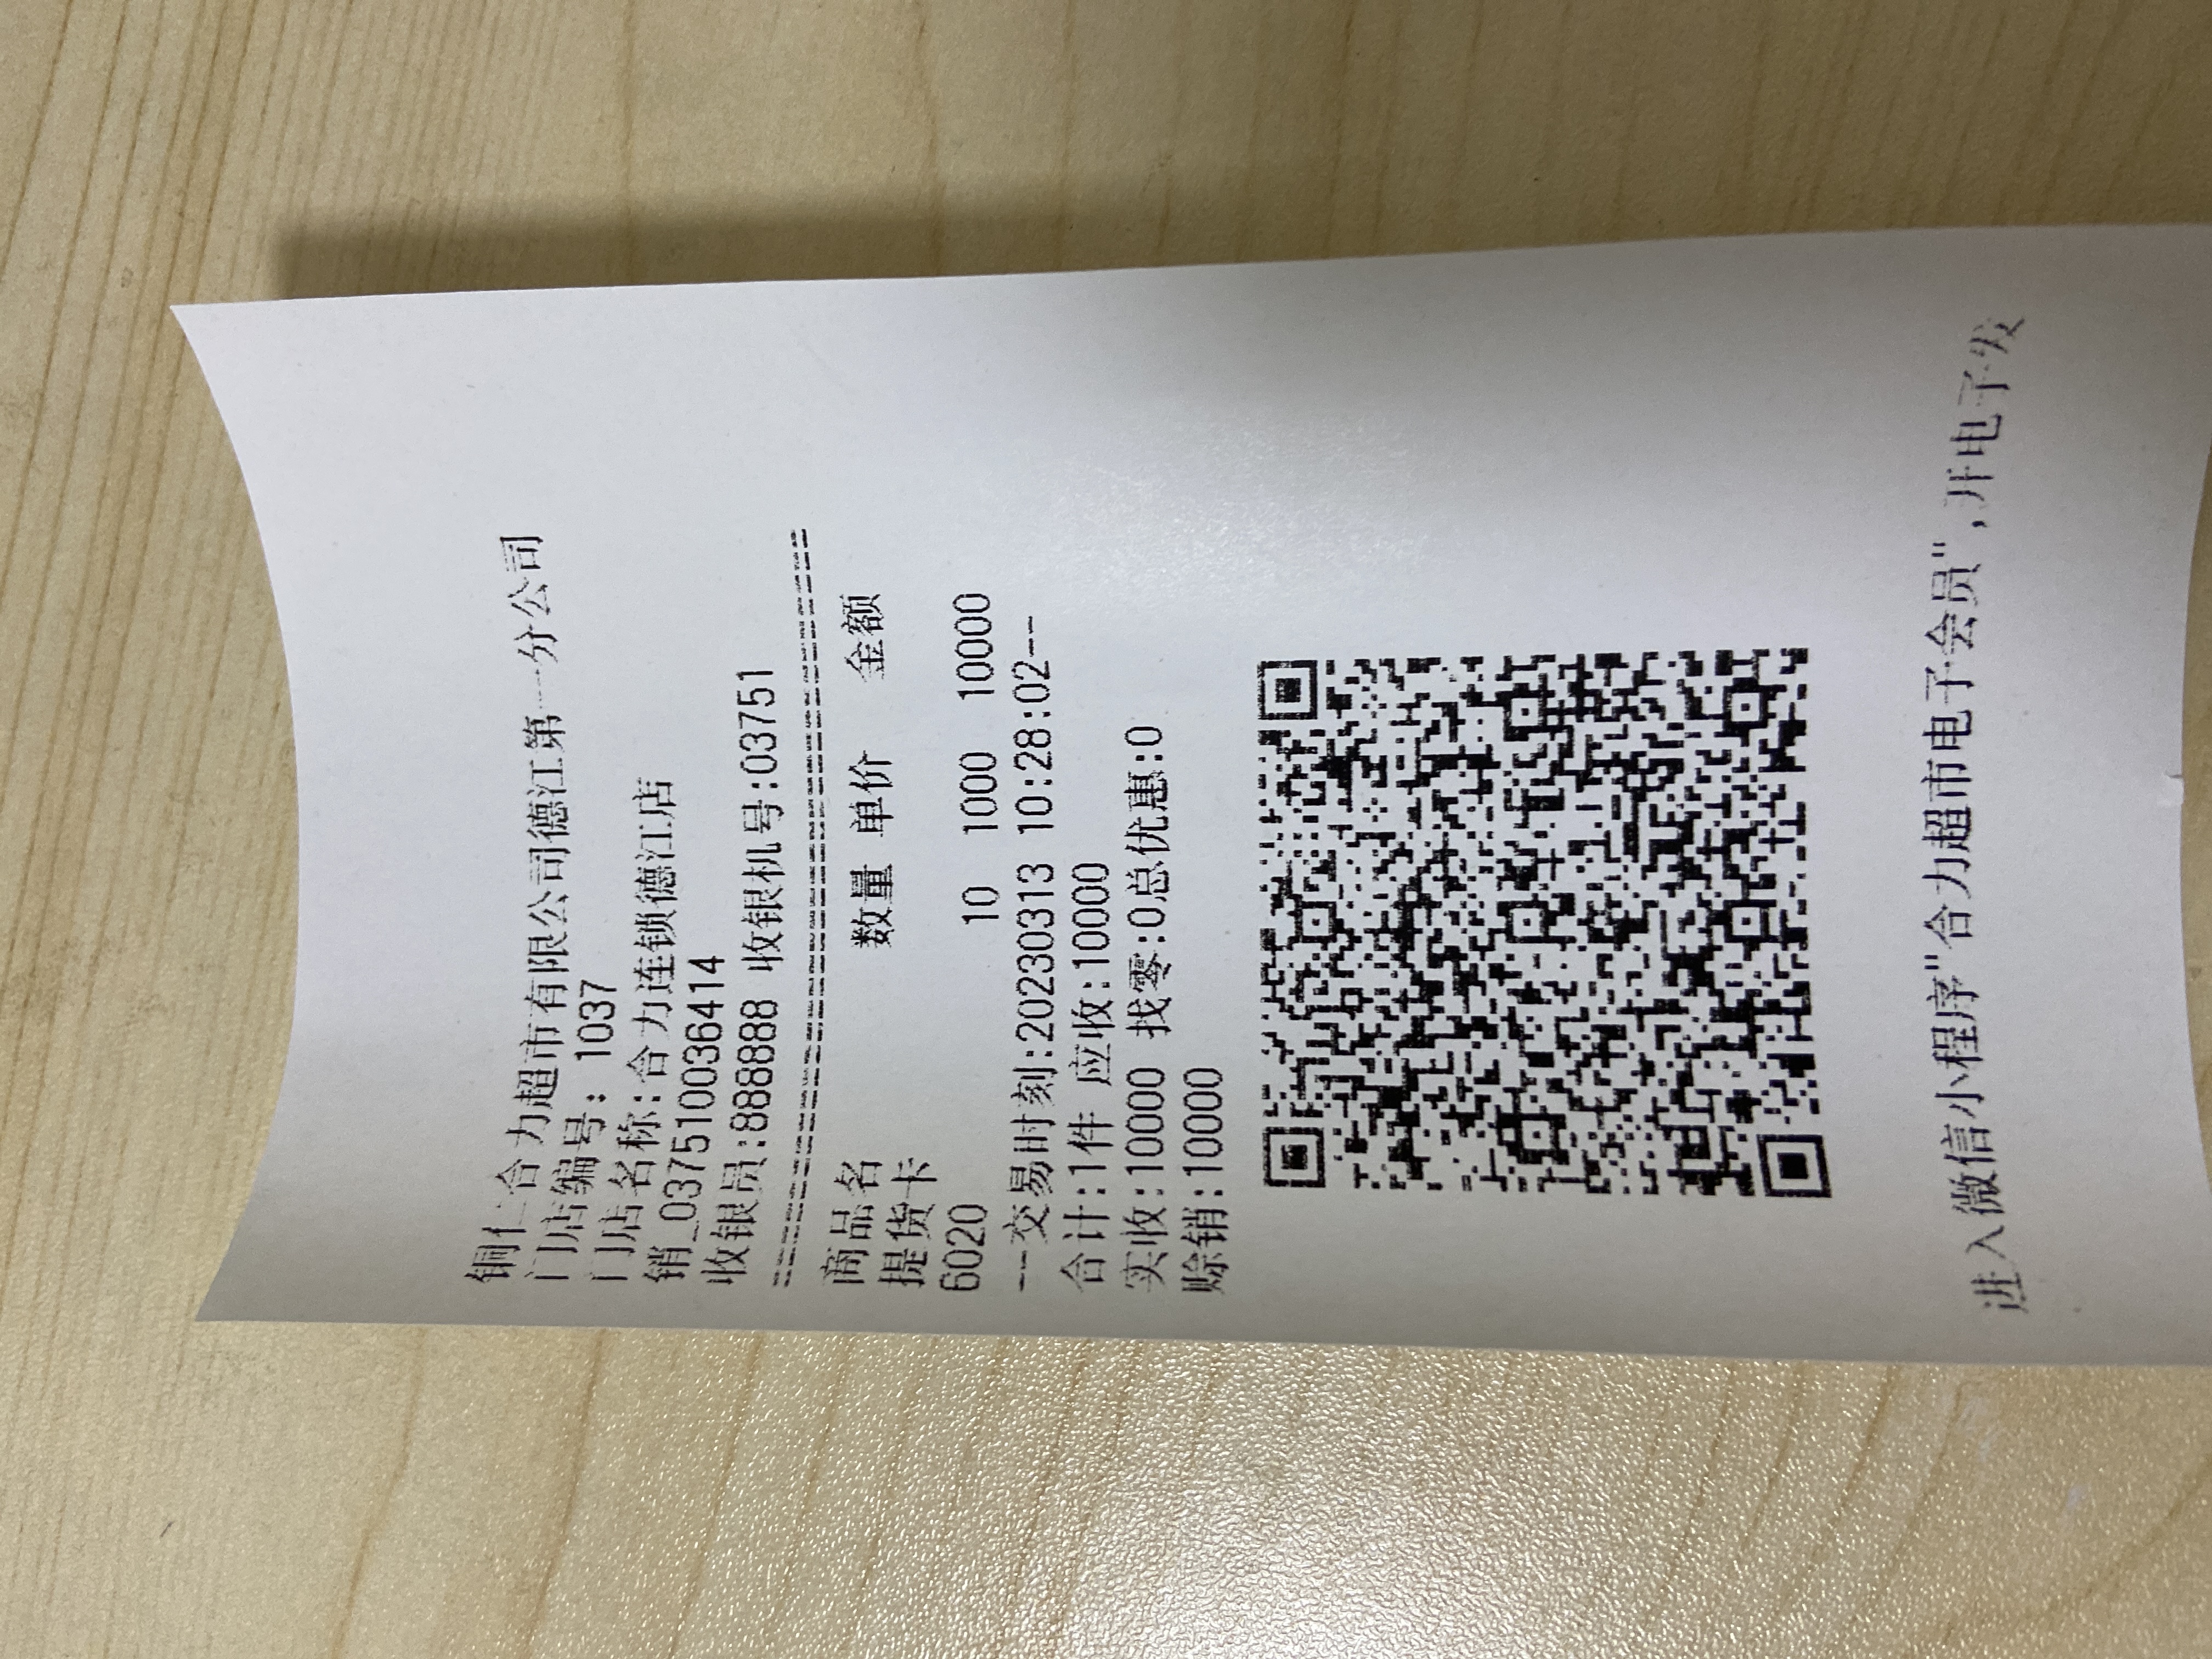 铜仁合力超市有限公司德江第一分公司
门店编号: 1037
门店名称:合力连锁德江店
销_0375100036414
收银员:888888 收银机号:03751
================================
商品名 数量 单价 金额
提货卡
6020 10 1000 10000
--交易时刻:20230313 10:28:02--
合计:1件 应收:10000
实收:10000 找零:0总优惠:0
赊销:10000
进入微信小程序"合力超市电子会员",开电子发